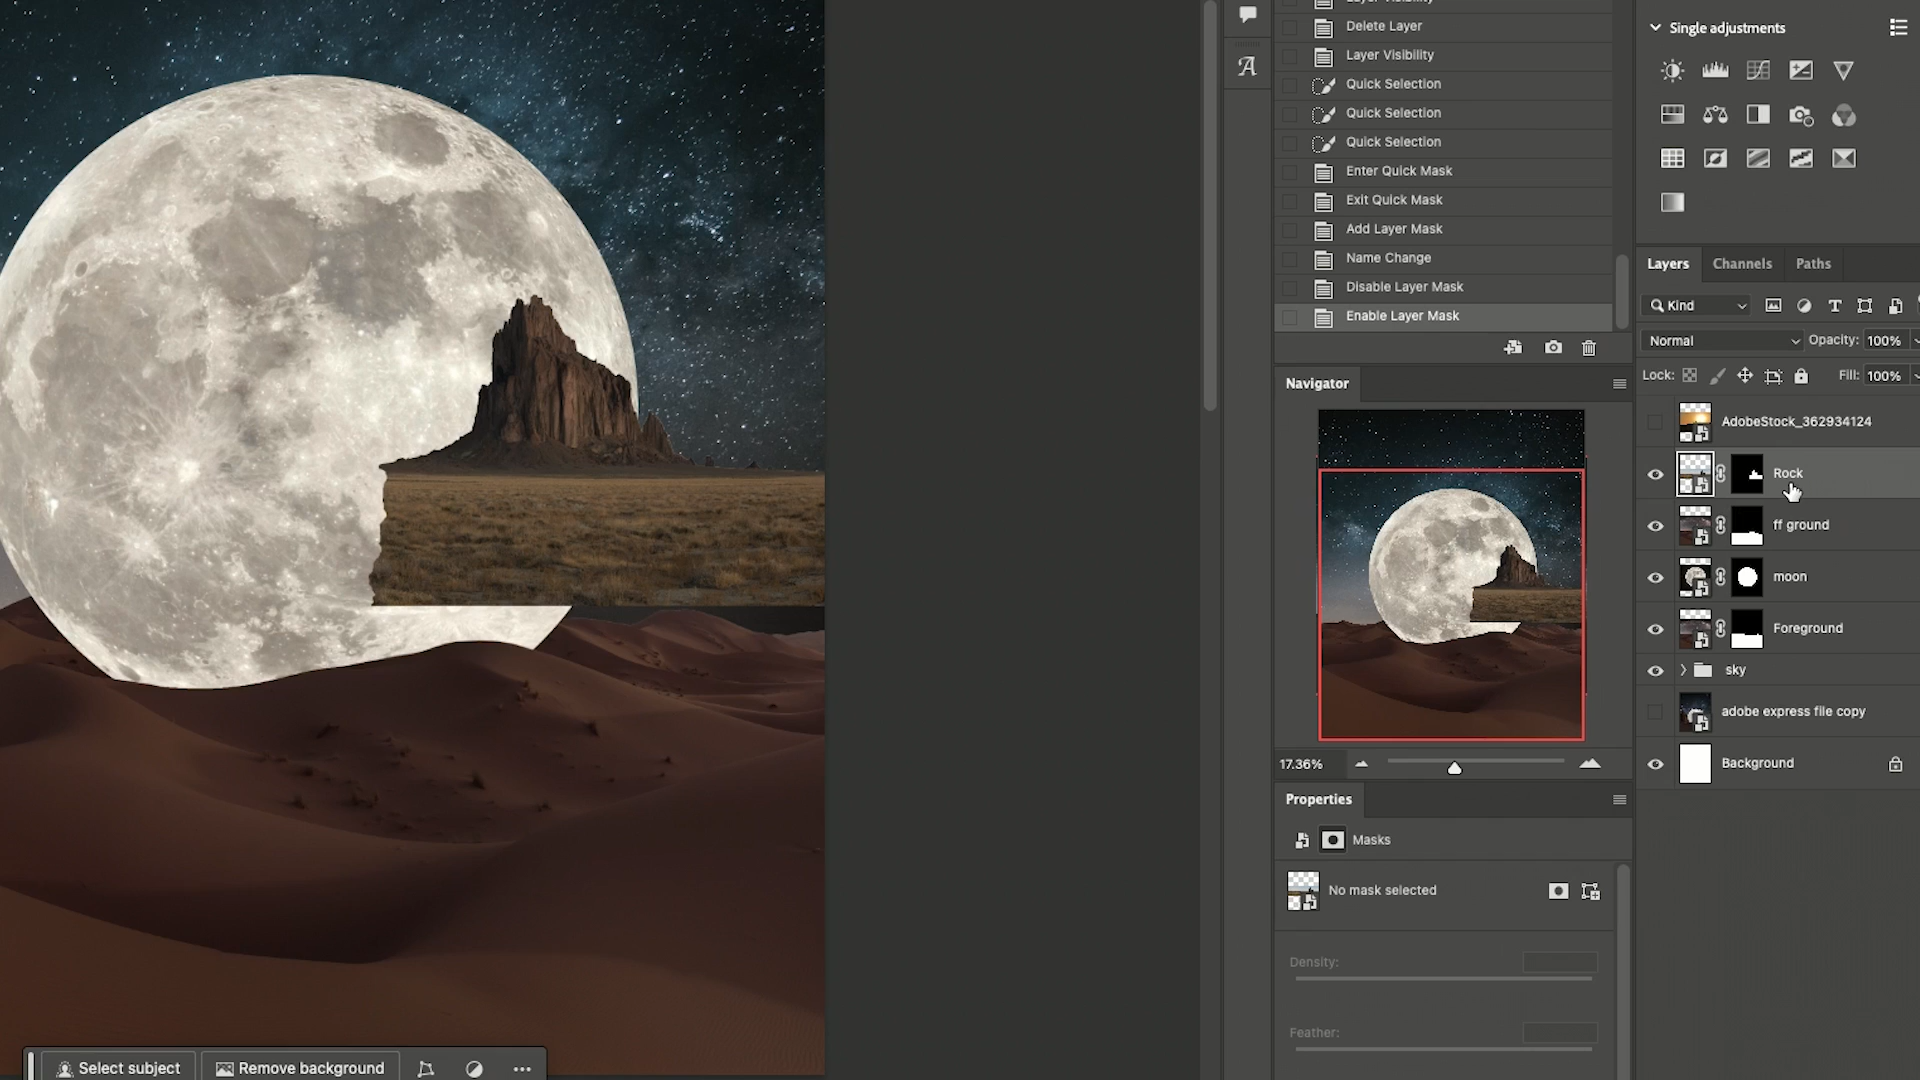 Layer Visibility
Delete Layer
Layer Visibility
Quick Selection
Quick Selection
Quick Selection
Enter Quick Mask
Exit Quick Mask
Add Layer Mask
Name Change
Disable Layer Mask
Enable Layer Mask
Navigator
17.36%
Properties
Masks
No mask selected
Density:
Feather:
Single adjustments
Layers Channels Paths
Kind
Normal Opacity: 100%
Lock: Fill: 100%
AdobeStock_362934124
Rock
ff ground
moon
Foreground
sky
adobe express file copy
Background
Select subject Remove background